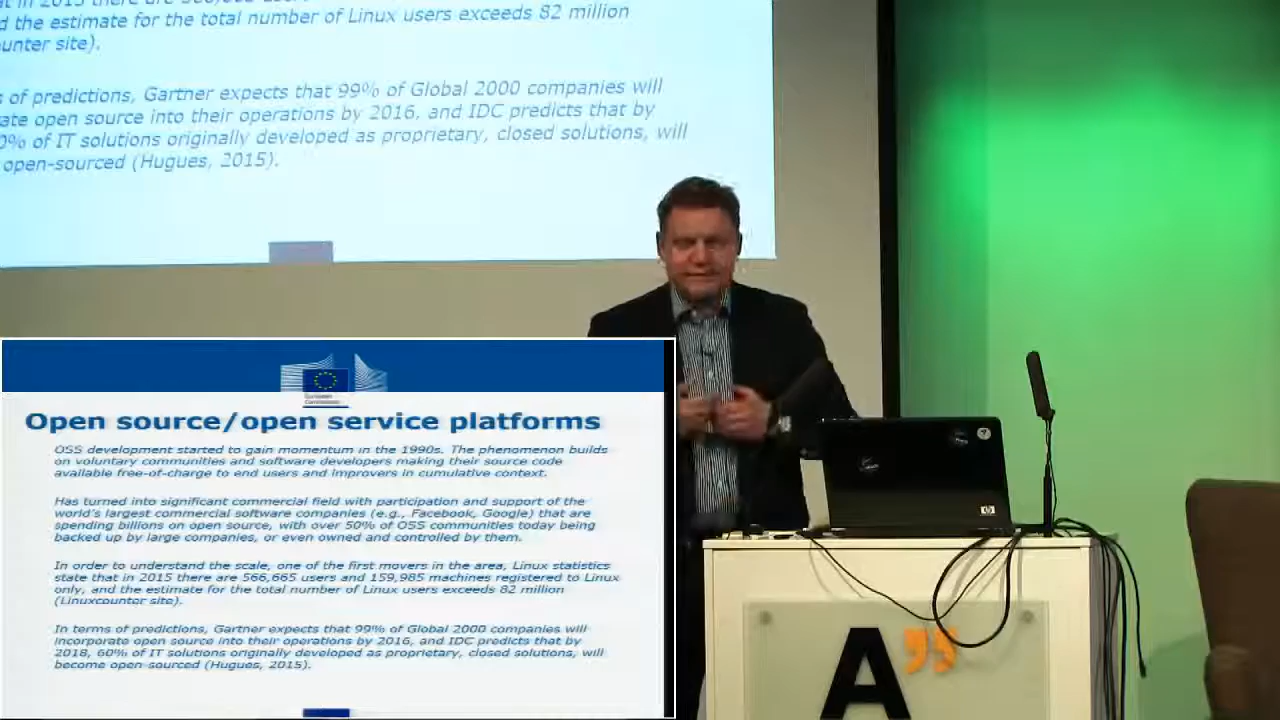 t in 2015 there are 566,665 users
d the estimate for the total number of Linux users exceeds 82 million
unter site).
s of predictions, Gartner expects that 99% of Global 2000 companies will
ate open source into their operations by 2016, and IDC predicts that by
0% of IT solutions originally developed as proprietary, closed solutions, will
open-sourced (Hugues, 2015).
European
Commission
Open source/open service platforms
OSS development started to gain momentum in the 1990s. The phenomenon builds
on voluntary communities and software developers making their source code
available free-of-charge to end users and improvers in cumulative context.
Has turned into significant commercial field with participation and support of the
world's largest commercial software companies (e.g., Facebook, Google) that are
spending billions on open source, with over 50% of OSS communities today being
backed up by large companies, or even owned and controlled by them.
In order to understand the scale, one of the first movers in the area, Linux statistics
state that in 2015 there are 566,665 users and 159,985 machines registered to Linux
only, and the estimate for the total number of Linux users exceeds 82 million
(Linuxcounter site).
In terms of predictions, Gartner expects that 99% of Global 2000 companies will
incorporate open source into their operations by 2016, and IDC predicts that by
2018, 60% of IT solutions originally developed as proprietary, closed solutions, will
become open-sourced (Hugues, 2015).
hp
A”